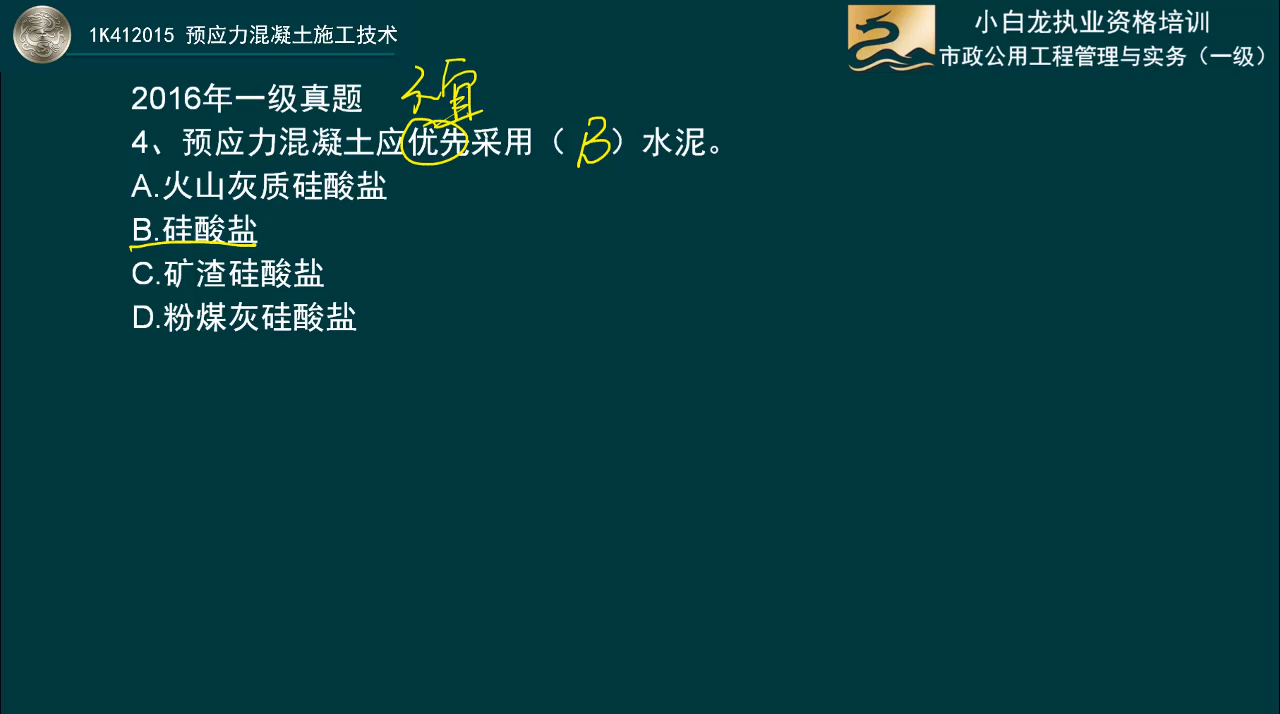 1K412015 预应力混凝土施工技术
小白龙执业资格培训
市政公用工程管理与实务（一级）
2016年一级真题
不宜
4、预应力混凝土应优先采用（ B ）水泥。
A.火山灰质硅酸盐
B.硅酸盐
C.矿渣硅酸盐
D.粉煤灰硅酸盐